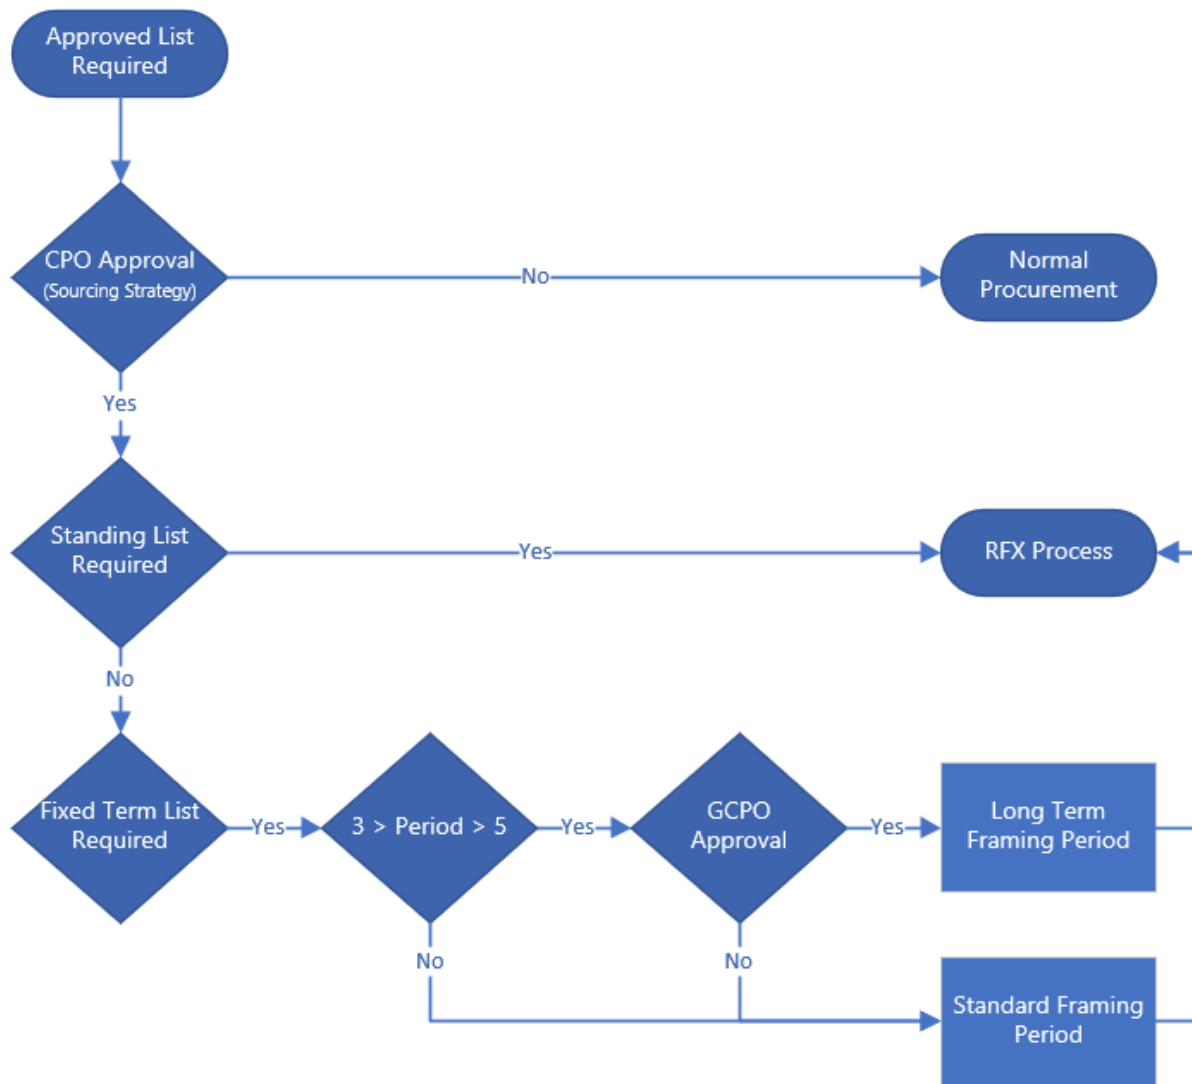 Approved List
Required
CPO Approval
(Sourcing Strategy)
No
Normal
Procurement
Yes
Standing List
Required
Yes
RFX Process
No
Fixed Term List
Required
Yes
3 > Period > 5
Yes
GCPO
Approval
Yes
Long Term
Framing Period
No
No
Standard Framing
Period